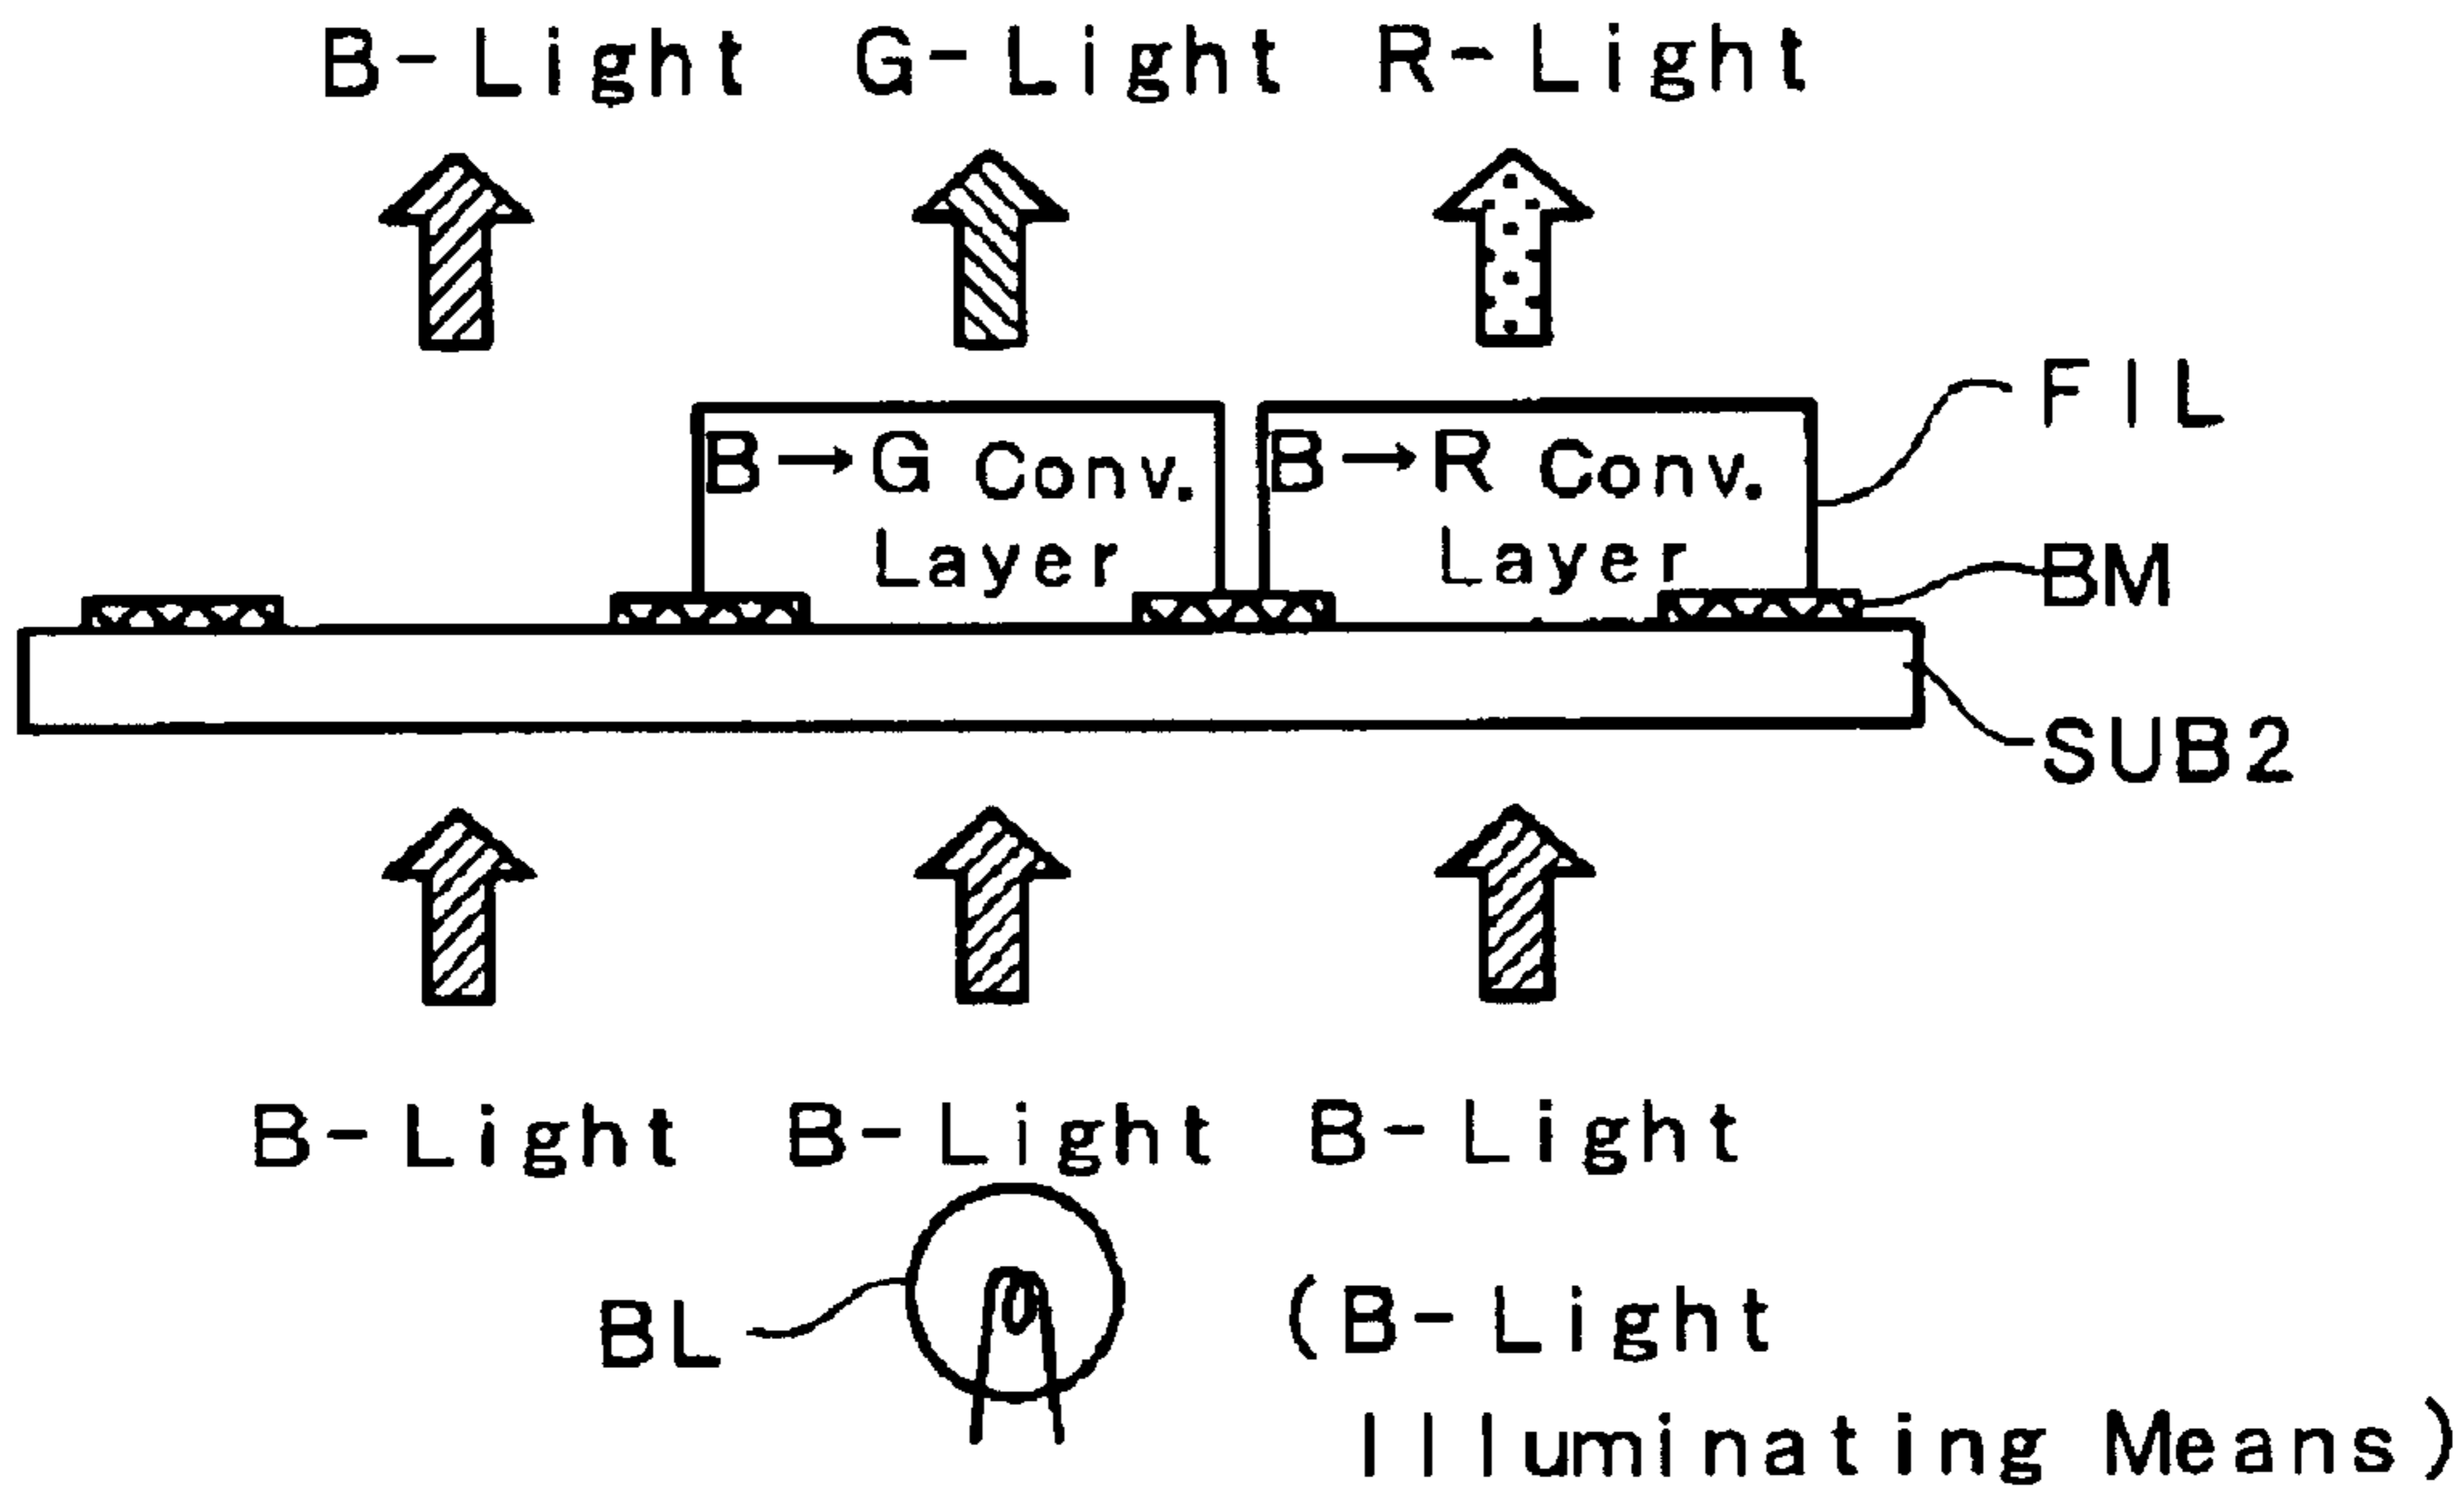 B-Light G-Light R-Light
B→G Conv.
Layer
B→R Conv.
Layer
FIL
BM
SUB2
B-Light B-Light B-Light
BL
(B-Light
Illuminating Means)